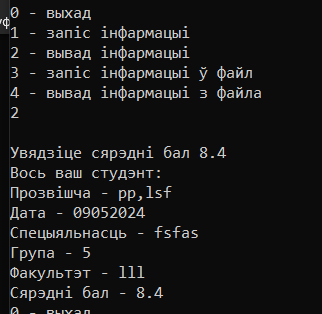 0 - выхад
1 - запіс інфармацыі
2 - вывад інфармацыі
3 - запіс інфармацыі ў файл
4 - вывад інфармацыі з файла
2
Увядзіце сярэдні бал 8.4
Вось ваш студэнт:
Прозвішча - pp,lsf
Дата - 09052024
Спецыяльнасць - fsfas
Група - 5
Факультэт - lll
Сярэдні бал - 8.4
0 - выхад